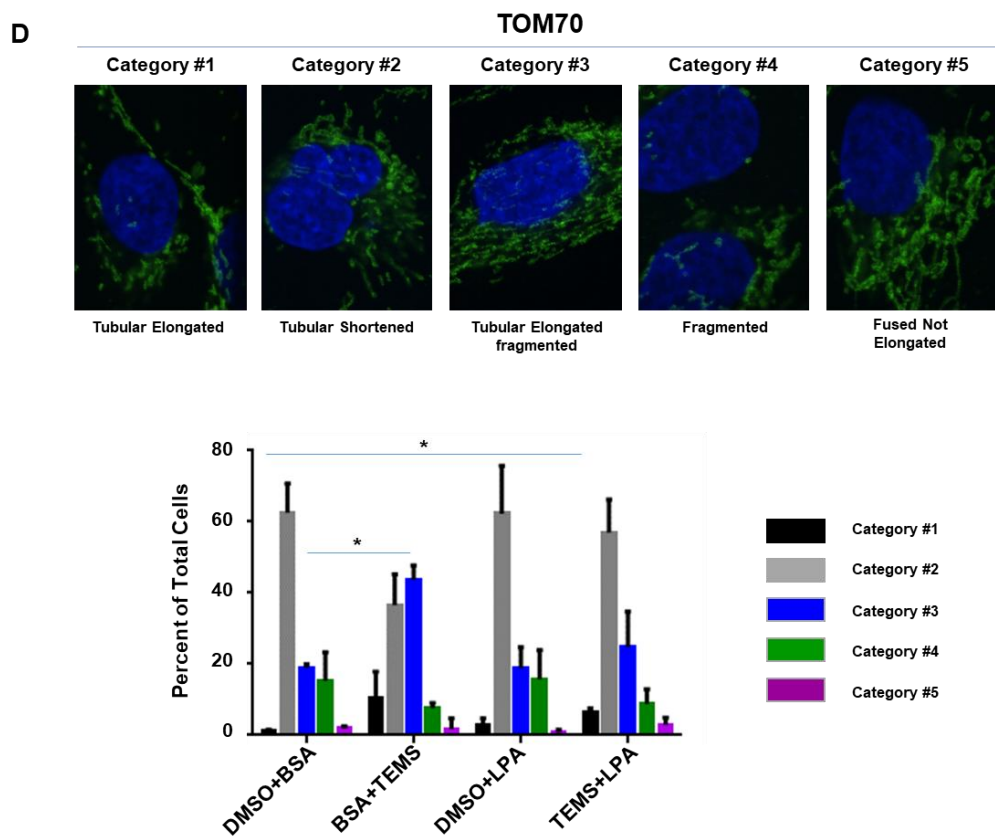 D
TOM70
Category #1
Category #2
Category #3
Category #4
Category #5
Tubular Elongated
Tubular Shortened
Tubular Elongated
fragmented
Fragmented
Fused Not
Elongated
Percent of Total Cells
80
60
40
20
0
*
*
DMSO+BSA
BSA+TEMS
DMSO+LPA
TEMS+LPA
Category #1
Category #2
Category #3
Category #4
Category #5